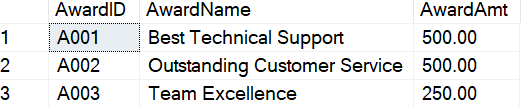 AwardID AwardName AwardAmt
1 A001 Best Technical Support 500.00
2 A002 Outstanding Customer Service 500.00
3 A003 Team Excellence 250.00